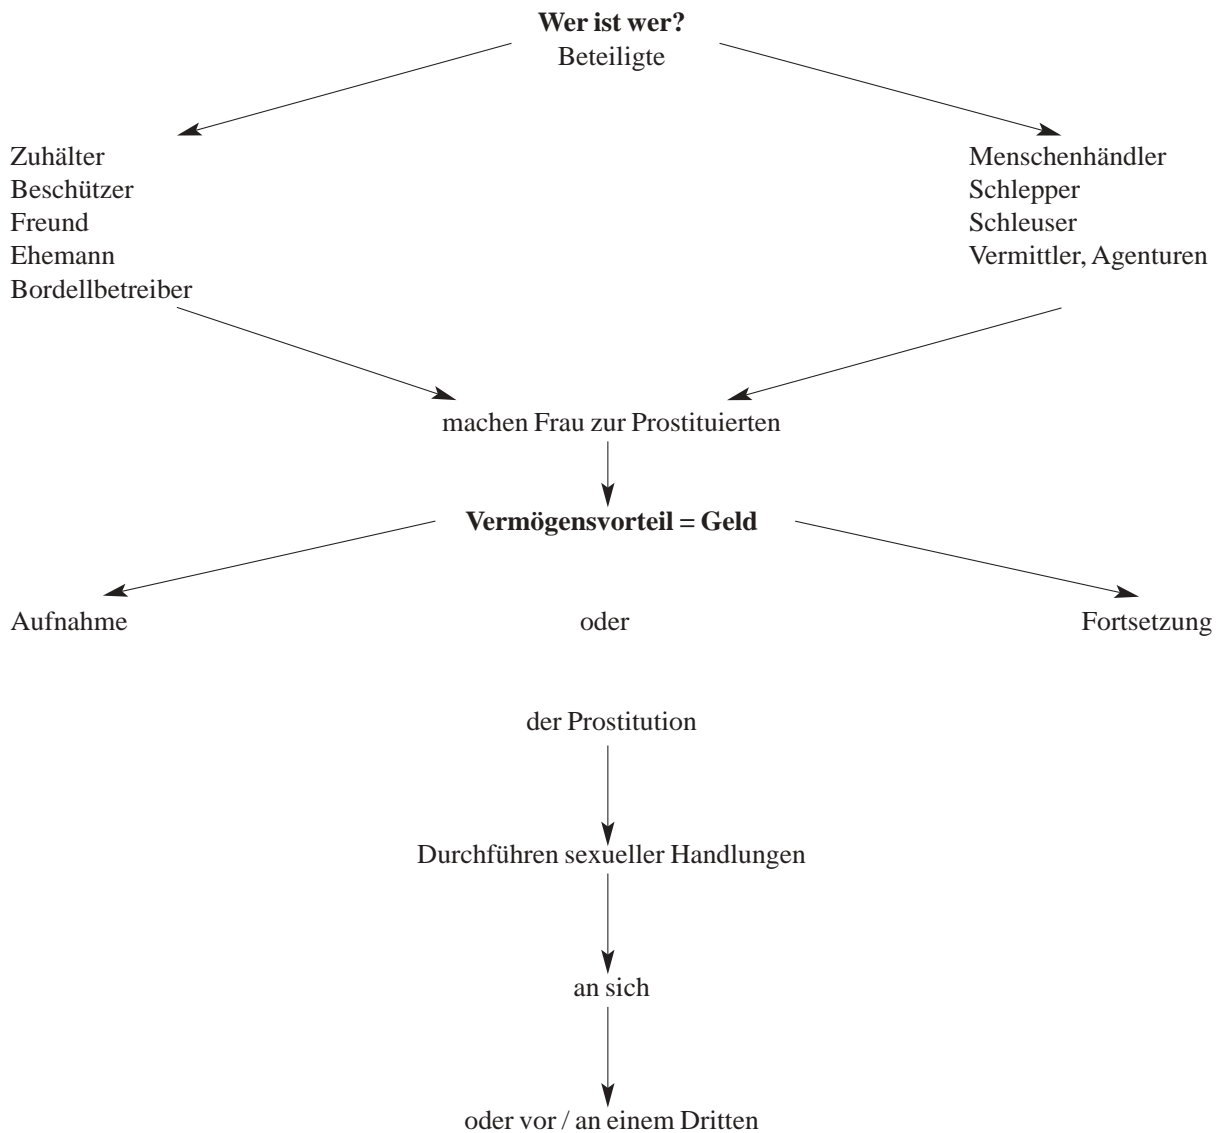 Wer ist wer?
Beteiligte
Zuhälter
Beschützer
Freund
Ehemann
Bordellbetreiber
Menschenhändler
Schlepper
Schleuser
Vermittler, Agenturen
machen Frau zur Prostituierten
Vermögensvorteil = Geld
Aufnahme oder Fortsetzung
der Prostitution
Durchführen sexueller Handlungen
an sich
oder vor / an einem Dritten